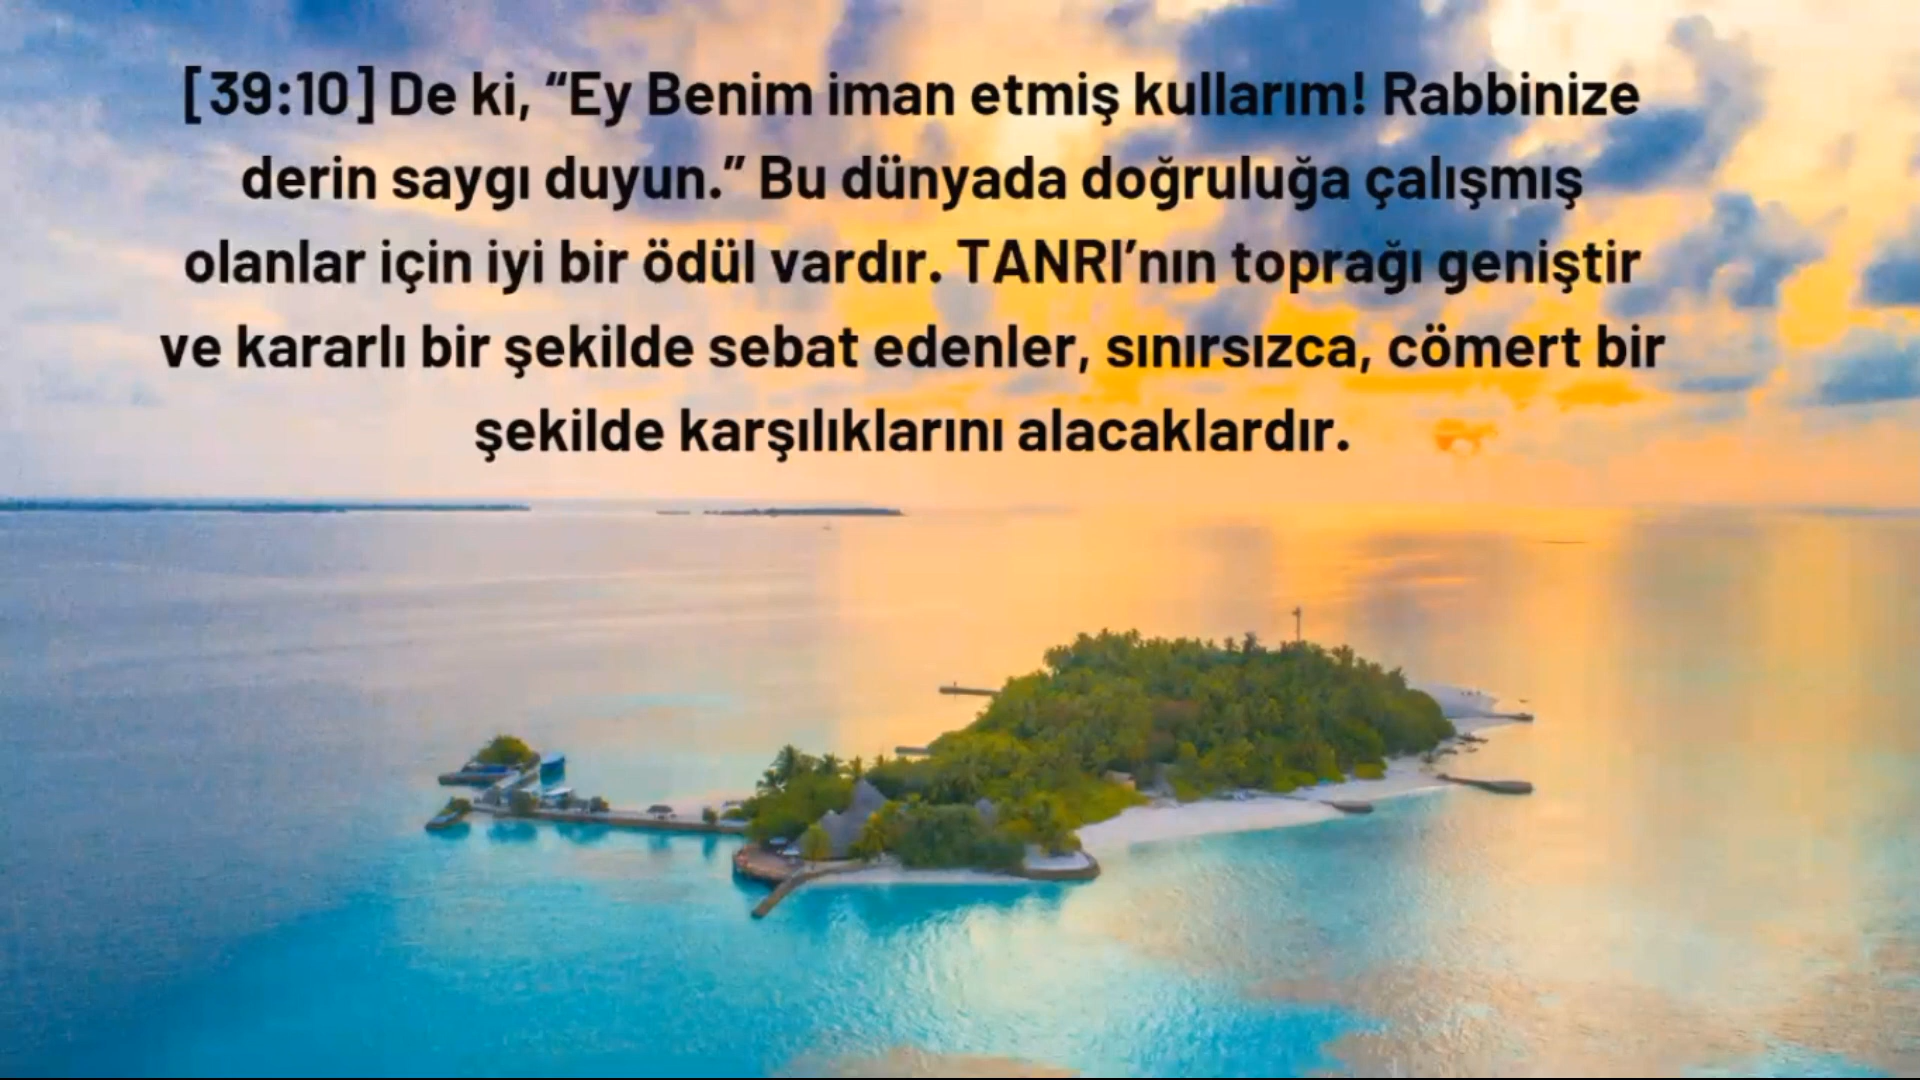 [39:10] De ki, “Ey Benim iman etmiş kullarım! Rabbinize
derin saygı duyun.” Bu dünyada doğruluğa çalışmış
olanlar için iyi bir ödül vardır. TANRI’nın toprağı geniştir
ve kararlı bir şekilde sebat edenler, sınırsızca, cömert bir
şekilde karşılıklarını alacaklardır.